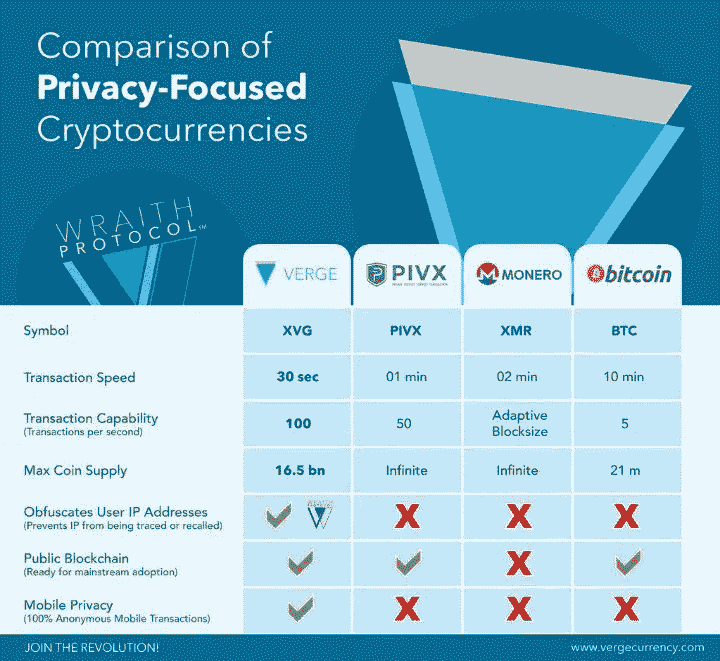 Comparison of
Privacy-Focused
Cryptocurrencies
WRAITH
PROTOCOL
VERGE
PIVX
MONERO
bitcoin
Symbol XVG PIVX XMR BTC
Transaction Speed 30 sec 01 min 02 min 10 min
Transaction Capability
(Transactions per second)
100 50 Adaptive
Blocksize
5
Max Coin Supply 16.5 bn Infinite Infinite 21 m
Obfuscates User IP Addresses
(Prevents IP from being traced or recalled)
Public Blockchain
(Ready for mainstream adoption)
Mobile Privacy
(100% Anonymous Mobile Transactions)
JOIN THE REVOLUTION!
www.vergecurrency.com